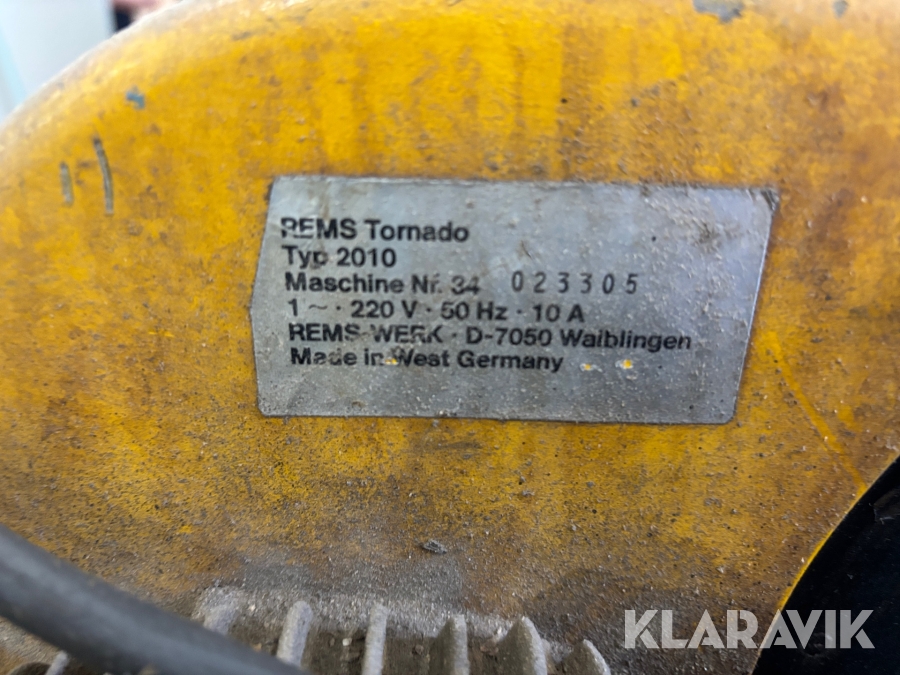 REMS Tornado
Typ 2010
Maschine Nr. 34 023305
1 ~ · 220 V · 50 Hz · 10 A
REMS-WERK · D-7050 Waiblingen
Made in West Germany
KLARAVIK